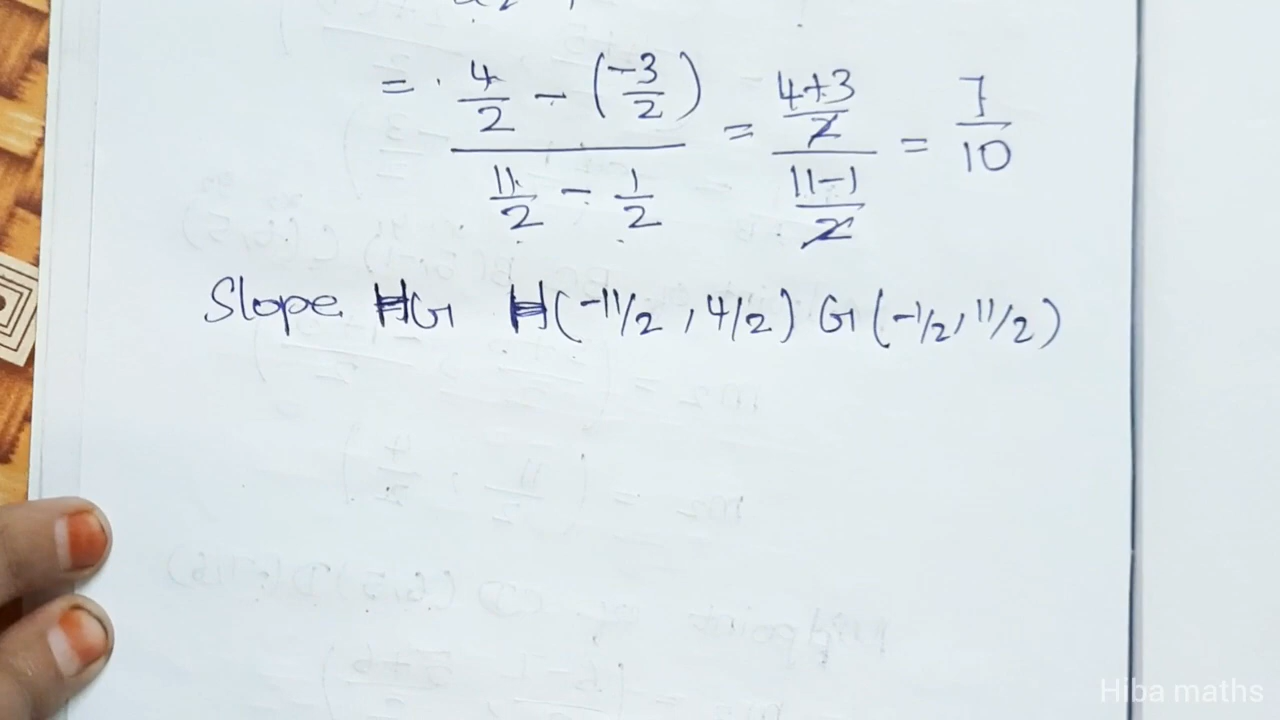 = 4/2 - (-3/2) / 11/2 - 1/2 = 4+3/2 / 11-1/2 = 7/10
Slope HG H(-11/2, 4/2) G(-1/2, 11/2)
Hiba maths